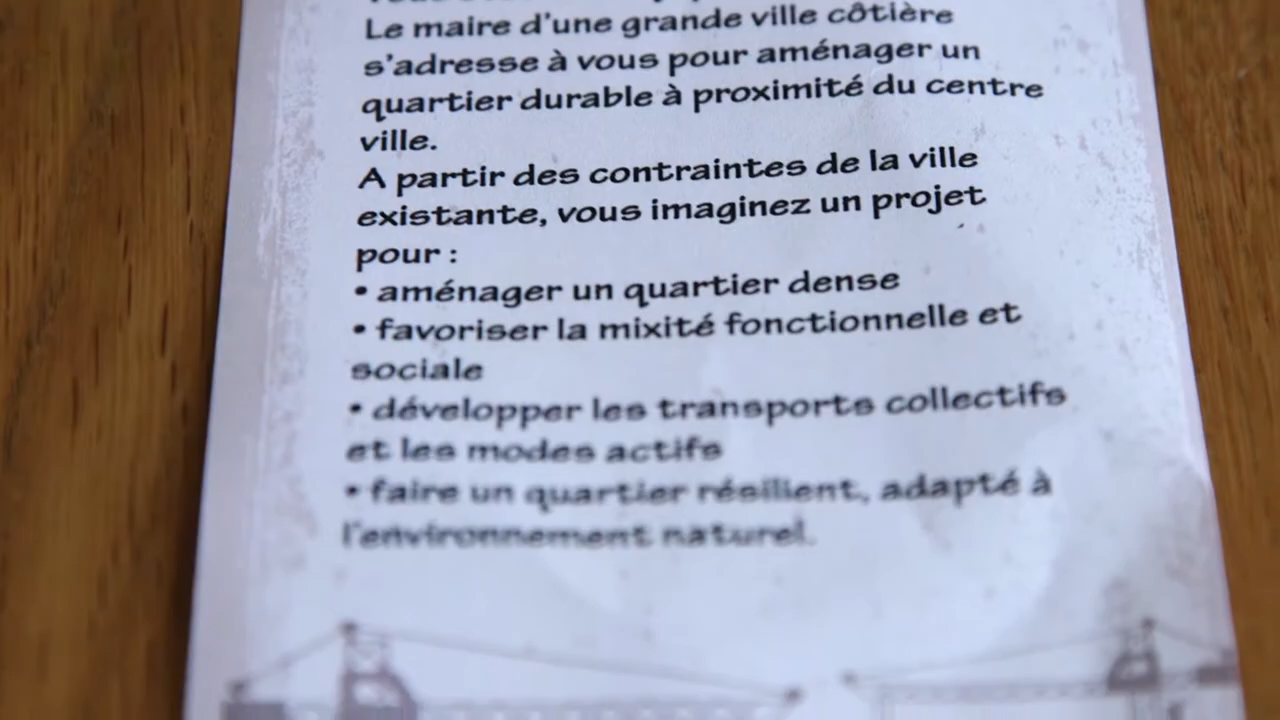 Le maire d'une grande ville côtière
s'adresse à vous pour aménager un
quartier durable à proximité du centre
ville.
A partir des contraintes de la ville
existante, vous imaginez un projet
pour :
• aménager un quartier dense
• favoriser la mixité fonctionnelle et
sociale
• développer les transports collectifs
et les modes actifs
• faire un quartier résilient, adapté à
l'environnement naturel.